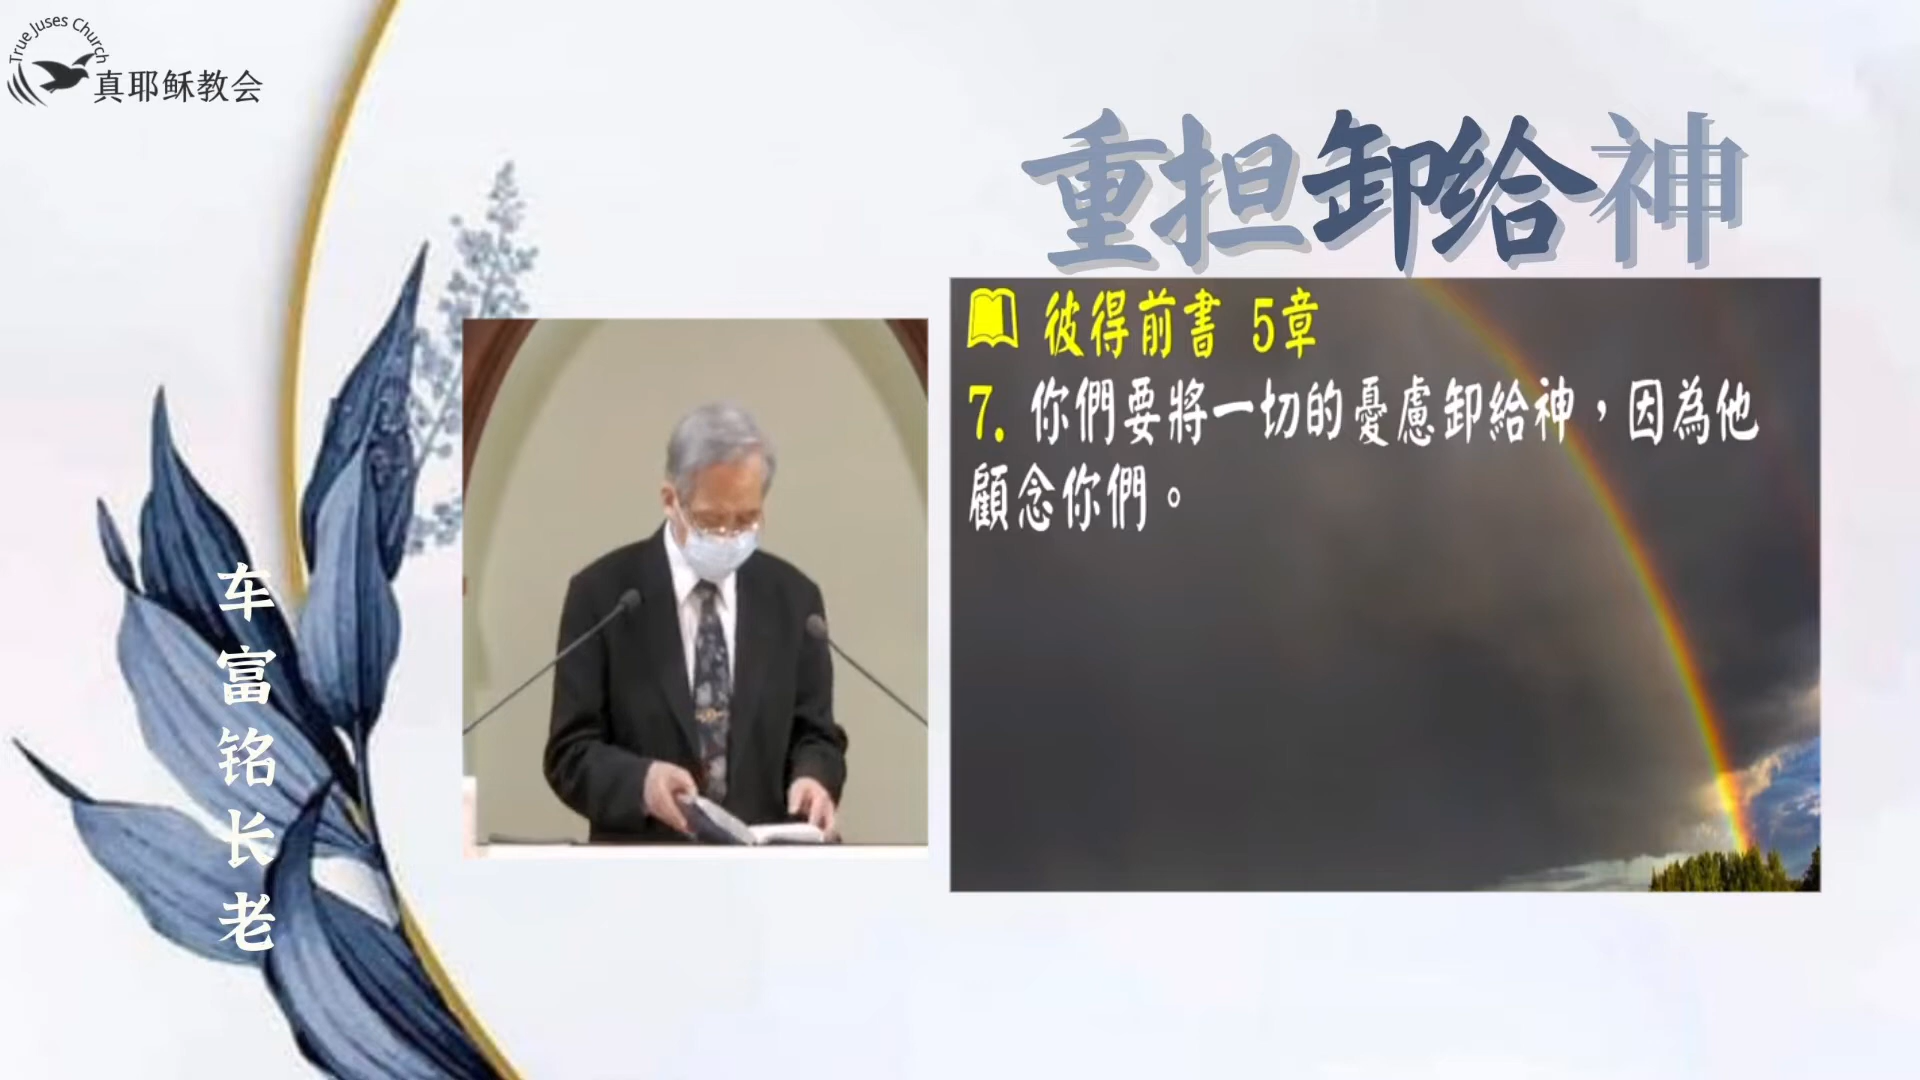 True Juses Church
真耶稣教会
重担卸给神
彼得前書 5章
7. 你們要將一切的憂慮卸給神，因為他
顧念你們。
车富铭长老